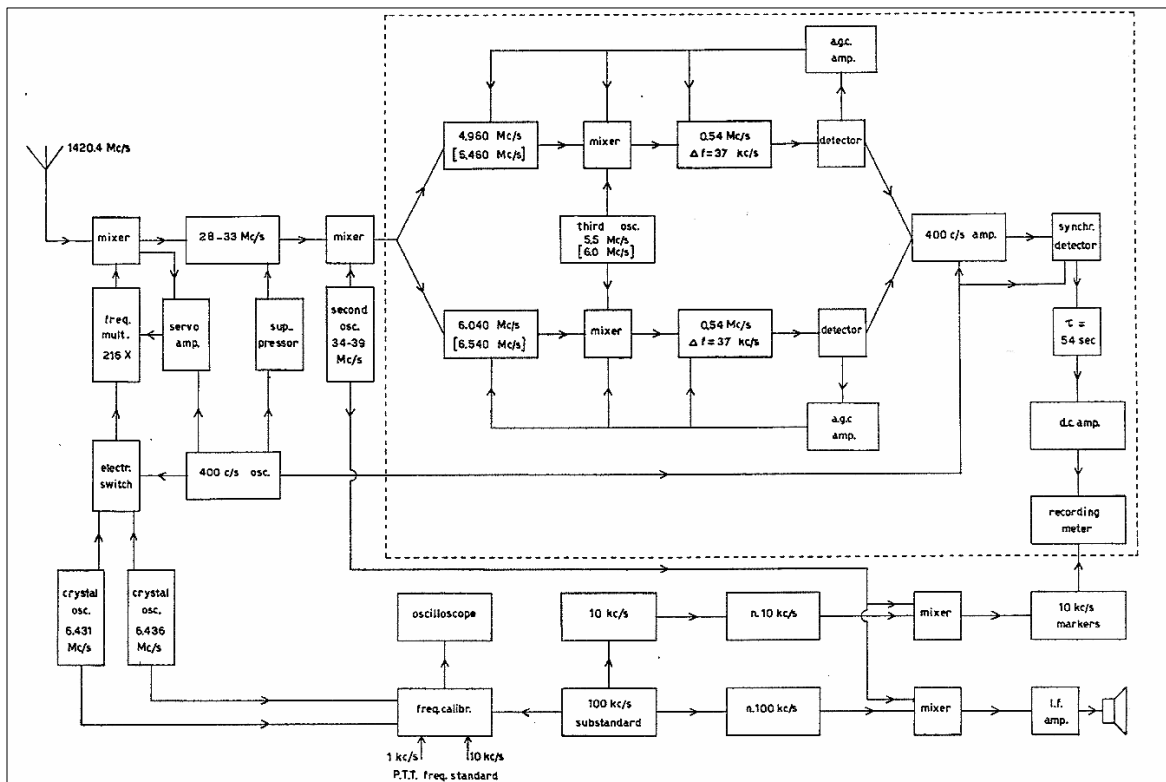 a.g.c.
amp.
1420.4 Mc/s
4,960 Mc/s
[5,460 Mc/s]
mixer
0.54 Mc/s
Δf=37 kc/s
detector
mixer
28-33 Mc/s
mixer
third osc.
5.5 Mc/s
[6.0 Mc/s]
400 c/s amp.
synchr.
detector
freq.
mult.
216 X
servo
amp.
sup_
pressor
second
osc.
34-39
Mc/s
6.040 Mc/s
[6,540 Mc/s]
mixer
0.54 Mc/s
Δf=37 kc/s
detector
τ =
54 sec
a.g.c
amp.
d.c. amp.
electr.
switch
400 c/s osc.
recording
meter
crystal
osc.
6.431
Mc/s
crystal
osc.
6.436
Mc/s
oscilloscope
10 kc/s
n.10 kc/s
mixer
10 kc/s
markers
freq.calibr.
100 kc/s
substandard
n.100 kc/s
mixer
l.f.
amp.
1 kc/s
10 kc/s
P.T.T. freq. standard